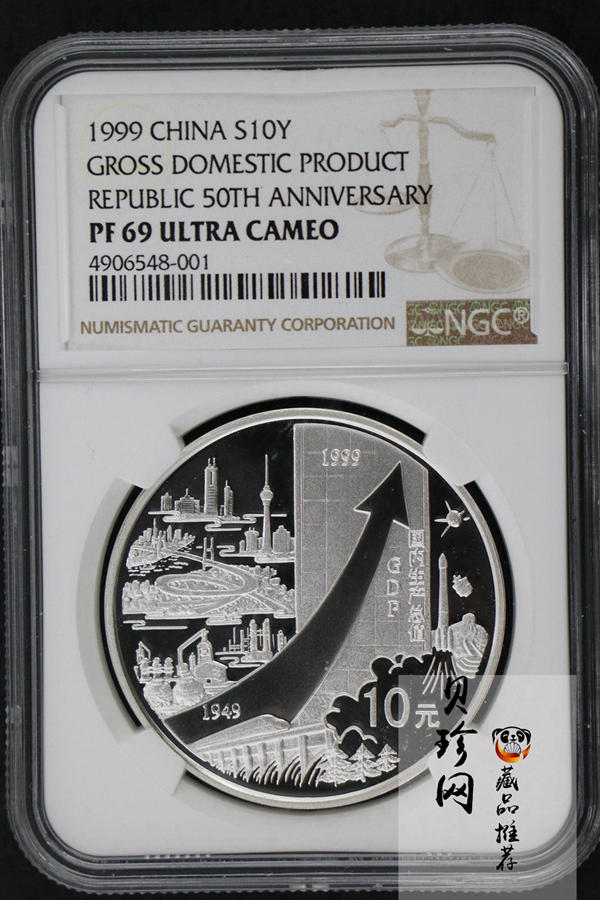 1999 CHINA S10Y
GROSS DOMESTIC PRODUCT
REPUBLIC 50TH ANNIVERSARY
PF 69 ULTRA CAMEO
4906548-001
NUMISMATIC GUARANTY CORPORATION
NGC®
1999
国内生产总值
GDP
10元
1949
贝珍网
藏品推荐